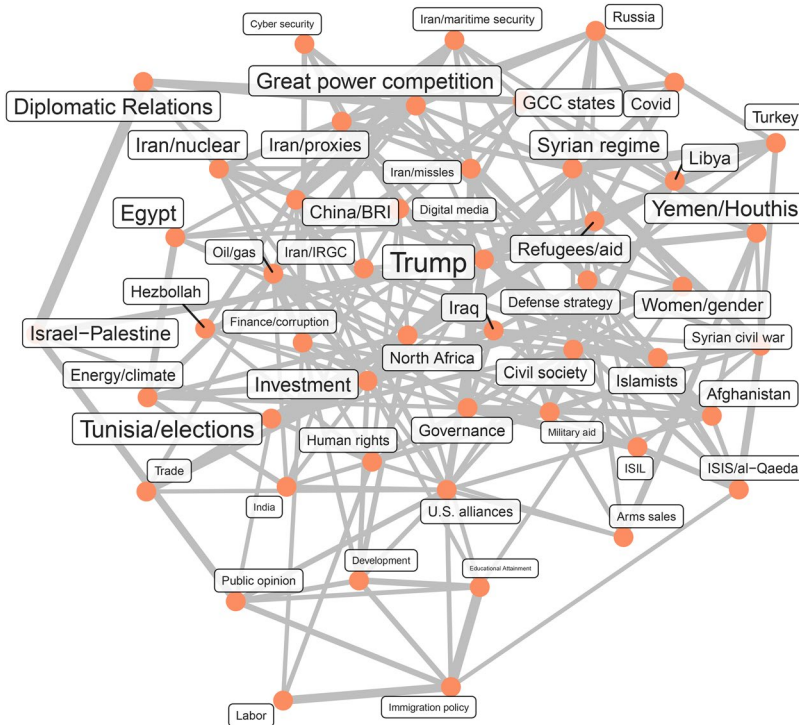 Cyber security
Iran/maritime security
Russia
Great power competition
Diplomatic Relations
GCC states
Covid
Turkey
Iran/nuclear
Iran/proxies
Syrian regime
Libya
Iran/missles
Yemen/Houthis
Egypt
China/BRI
Digital media
Oil/gas
Iran/IRGC
Trump
Refugees/aid
Hezbollah
Iraq
Defense strategy
Women/gender
Israel-Palestine
Finance/corruption
North Africa
Syrian civil war
Energy/climate
Investment
Civil society
Islamists
Afghanistan
Tunisia/elections
Human rights
Governance
Military aid
Trade
ISIL
ISIS/al-Qaeda
India
U.S. alliances
Arms sales
Public opinion
Development
Educational Attainment
Labor
Immigration policy